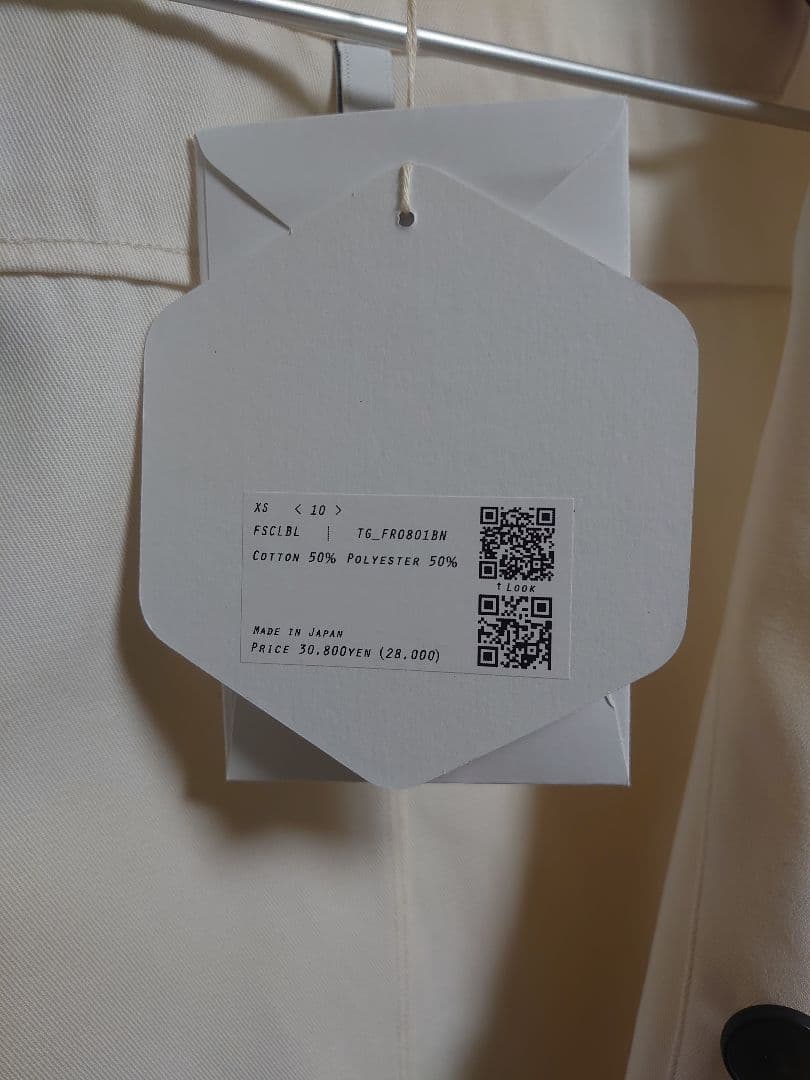 XS < 10 >
FSCLBL | TG_FR0801BN
COTTON 50% POLYESTER 50%
↑ LOOK
MADE IN JAPAN
PRICE 30,800YEN (28,000)